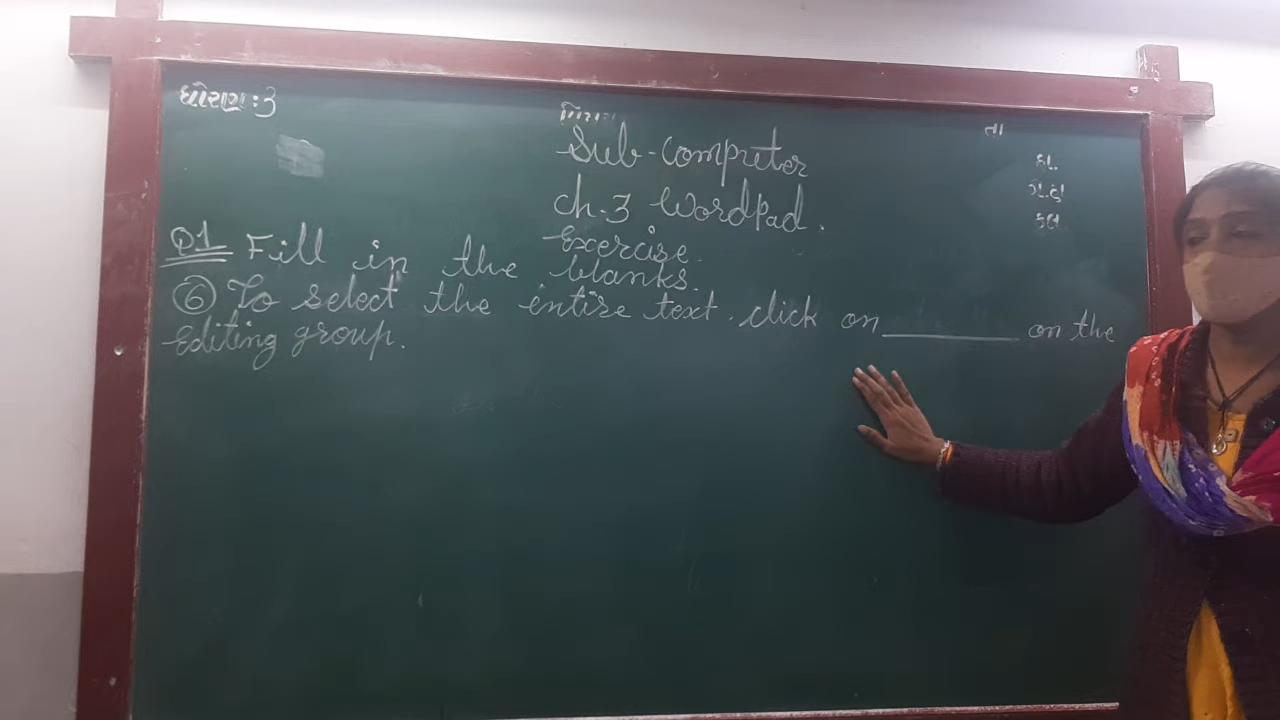 ધોરણ : 3
તા
Sub-Computer
હા.
ch.3 WordPad.
Exercise.
Q1 Fill in the blanks.
⑥ To select the entire text. click on ________ on the
Editing group.